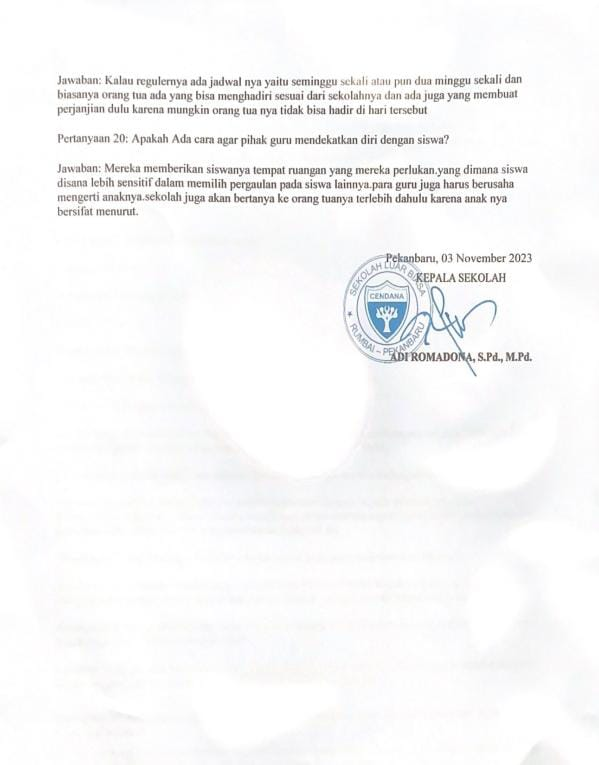 Jawaban: Kalau regulernya ada jadwal nya yaitu seminggu sekali atau pun dua minggu sekali dan
biasanya orang tua ada yang bisa menghadiri sesuai dari sekolahnya dan ada juga yang membuat
perjanjian dulu karena mungkin orang tua nya tidak bisa hadir di hari tersebut
Pertanyaan 20: Apakah Ada cara agar pihak guru mendekatkan diri dengan siswa?
Jawaban: Mereka memberikan siswanya tempat ruangan yang mereka perlukan.yang dimana siswa
disana lebih sensitif dalam memilih pergaulan pada siswa lainnya.para guru juga harus berusaha
mengerti anaknya.sekolah juga akan bertanya ke orang tuanya terlebih dahulu karena anak nya
bersifat menurut.
Pekanbaru, 03 November 2023
KEPALA SEKOLAH
SEKOLAH LUAR BIASA
CENDANA
RUMBAI – PEKANBARU
ADI ROMADONA, S.Pd., M.Pd.